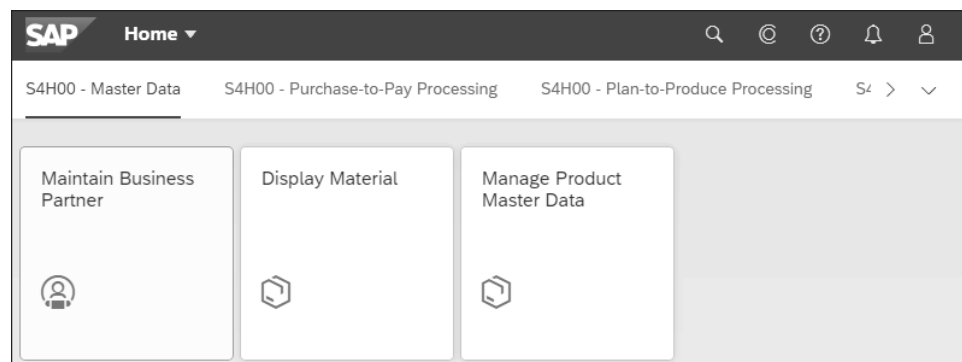 SAP Home
S4H00 - Master Data S4H00 - Purchase-to-Pay Processing S4H00 - Plan-to-Produce Processing S4
Maintain Business Display Material Manage Product
Partner Master Data